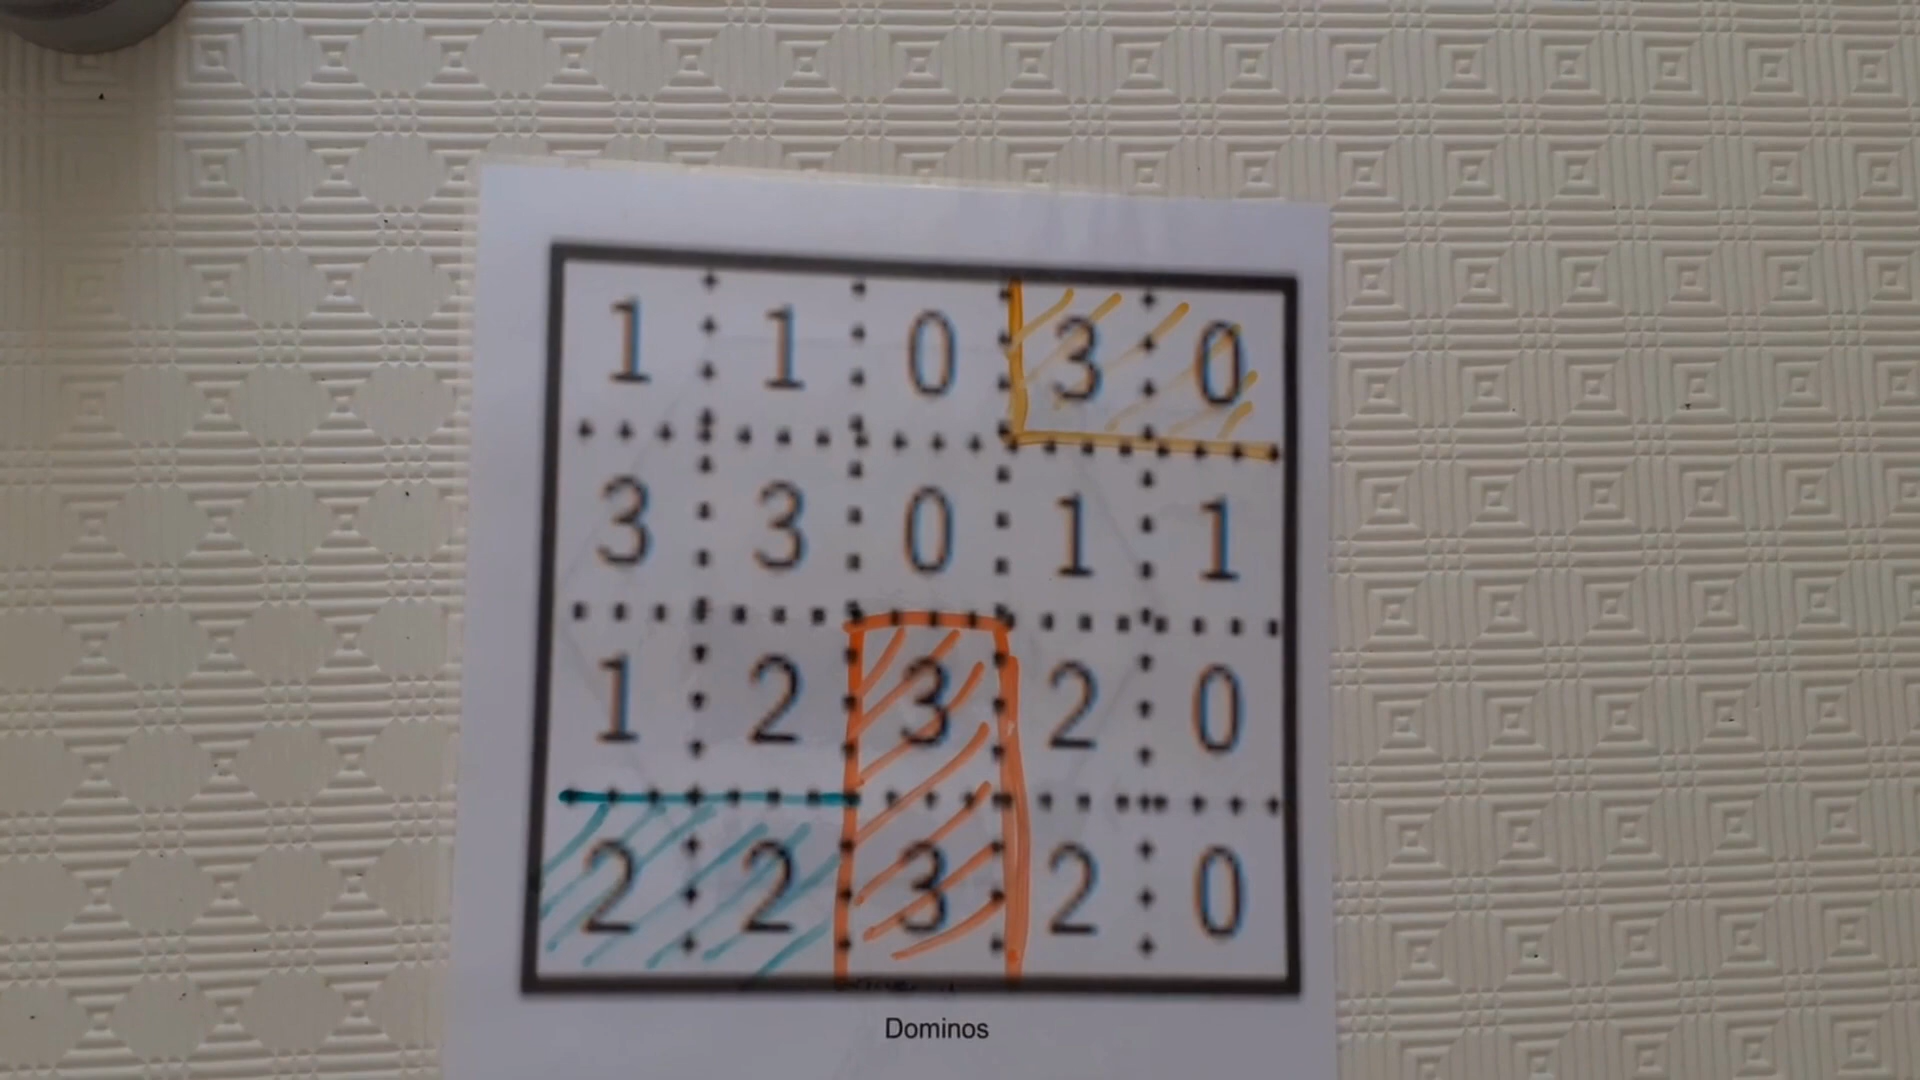 1 1 0 3 0
3 3 0 1 1
1 2 3 2 0
2 2 3 2 0
Dominos